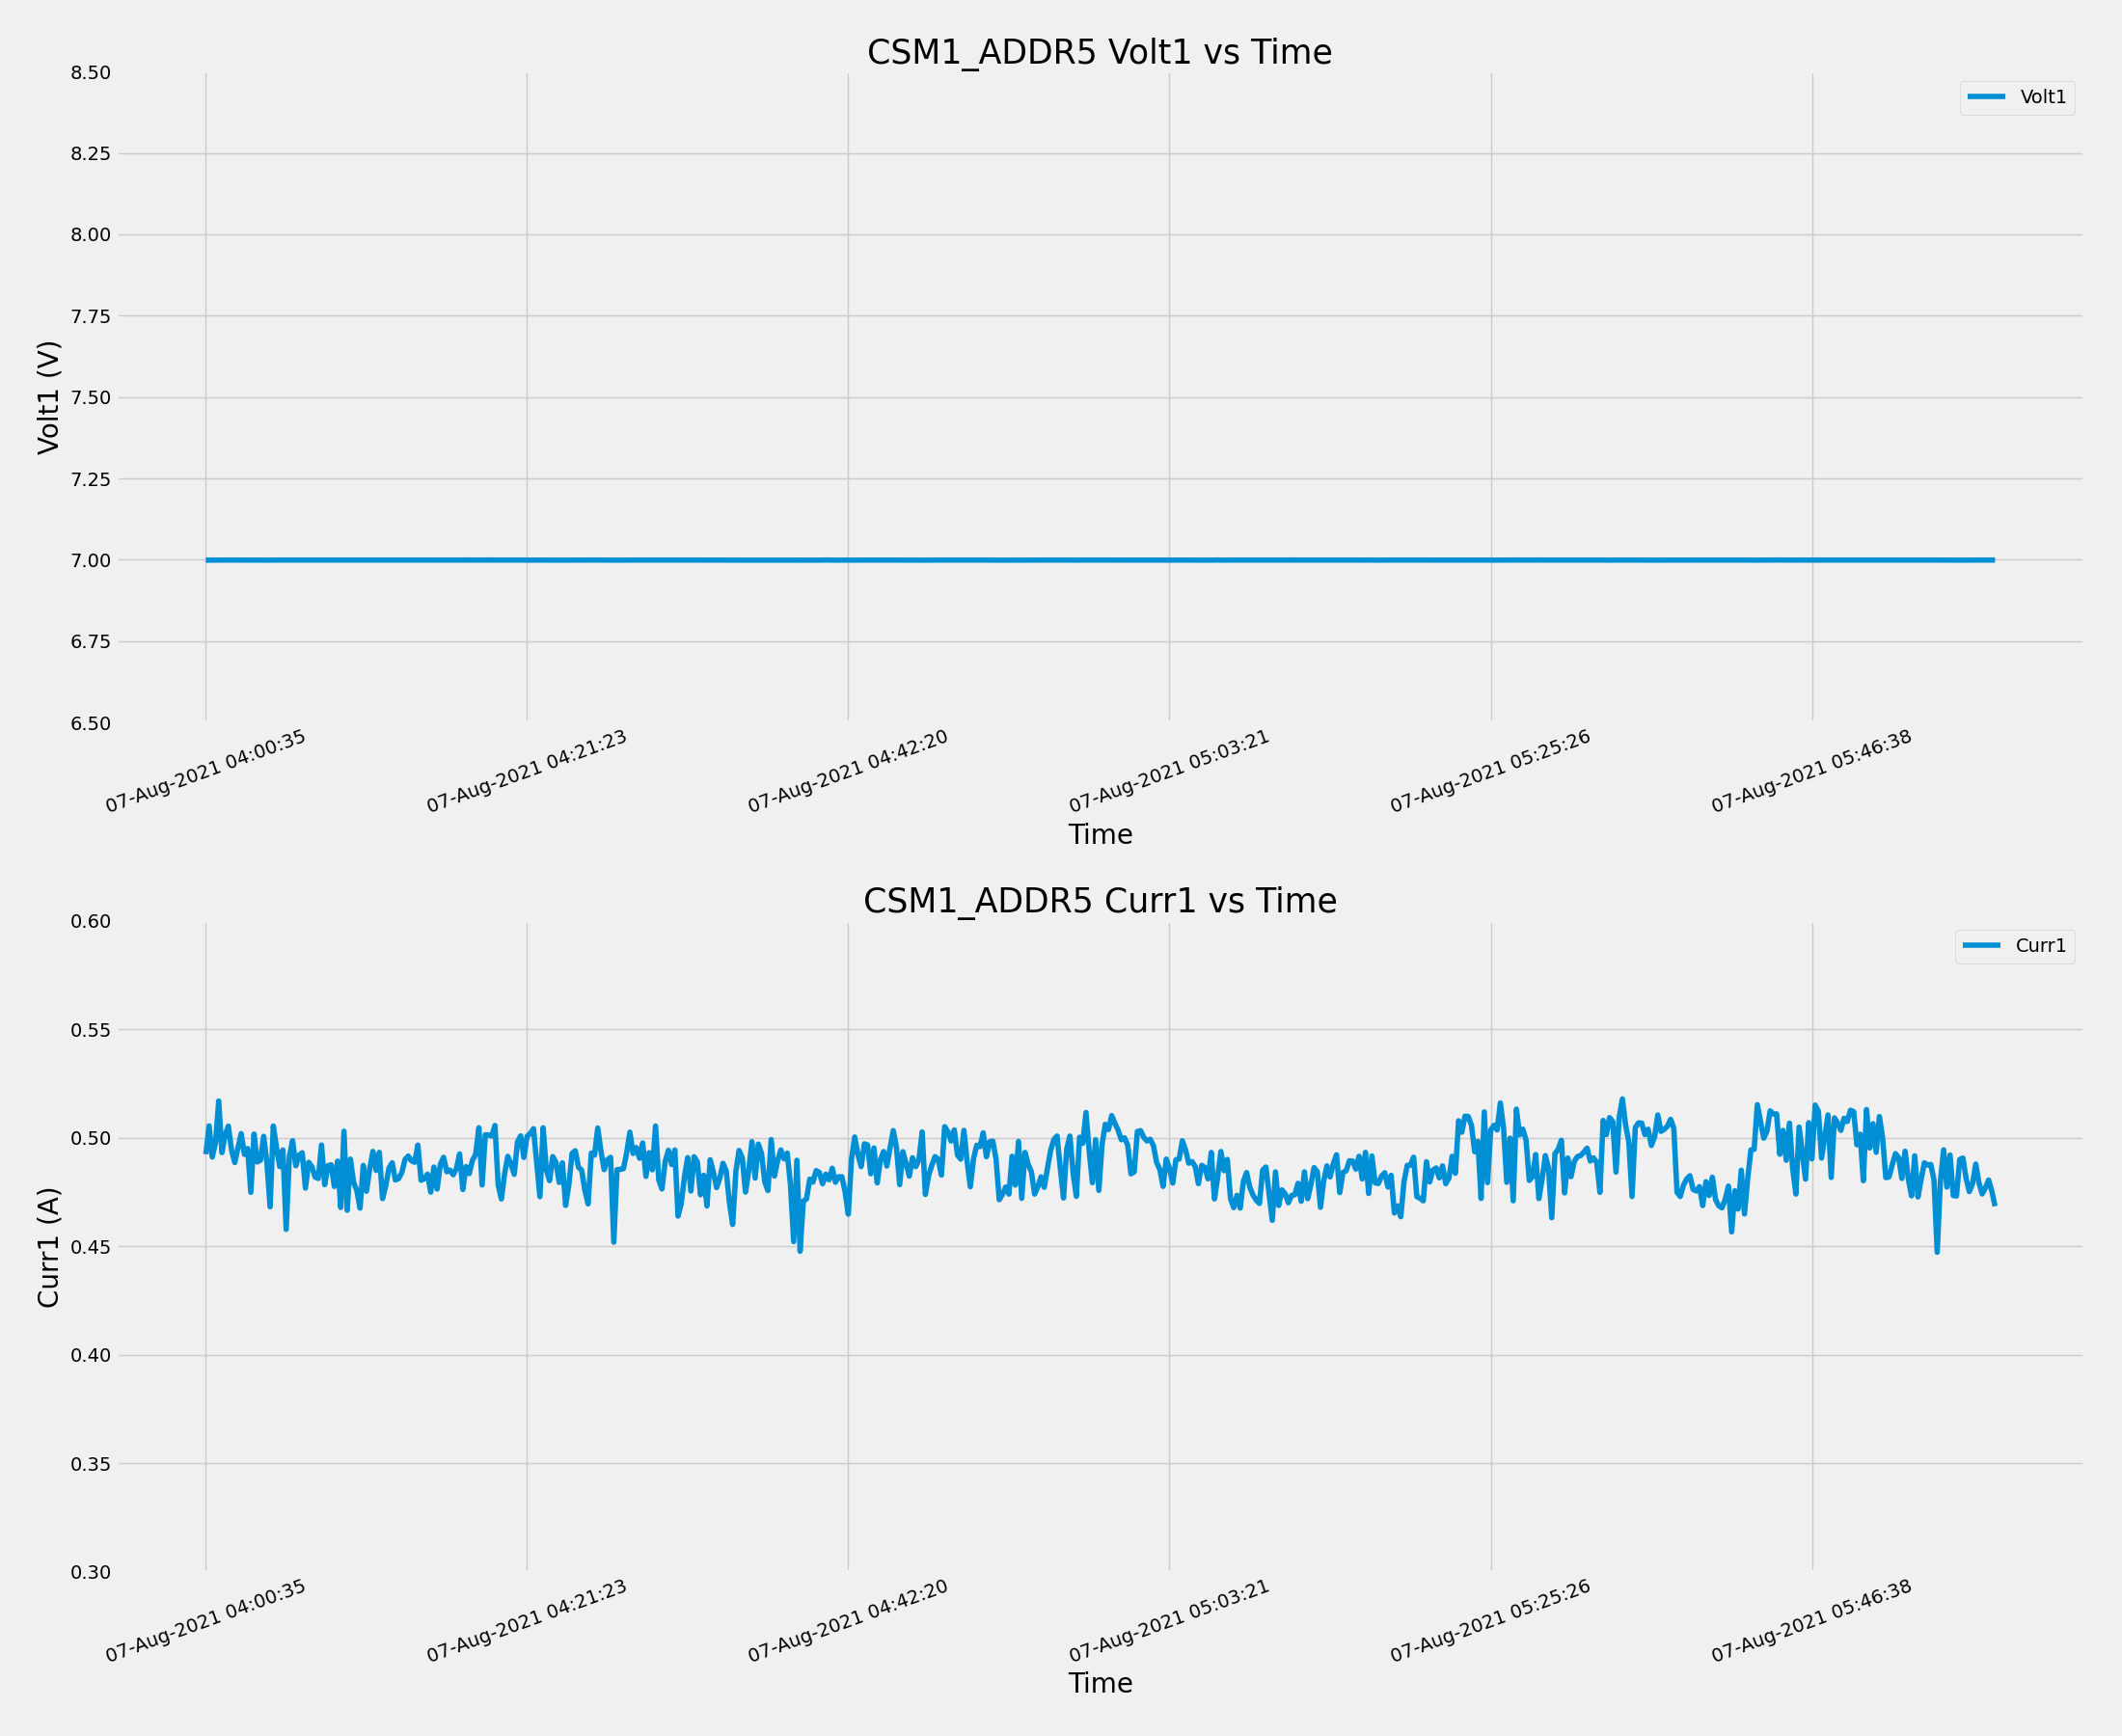 CSM1_ADDR5 Volt1 vs Time
8.50
8.25
8.00
7.75
7.50
7.25
7.00
6.75
6.50
Volt1 (V)
Volt1
07-Aug-2021 04:00:35
07-Aug-2021 04:21:23
07-Aug-2021 04:42:20
07-Aug-2021 05:03:21
07-Aug-2021 05:25:26
07-Aug-2021 05:46:38
Time
CSM1_ADDR5 Curr1 vs Time
0.60
0.55
0.50
0.45
0.40
0.35
0.30
Curr1 (A)
Curr1
07-Aug-2021 04:00:35
07-Aug-2021 04:21:23
07-Aug-2021 04:42:20
07-Aug-2021 05:03:21
07-Aug-2021 05:25:26
07-Aug-2021 05:46:38
Time